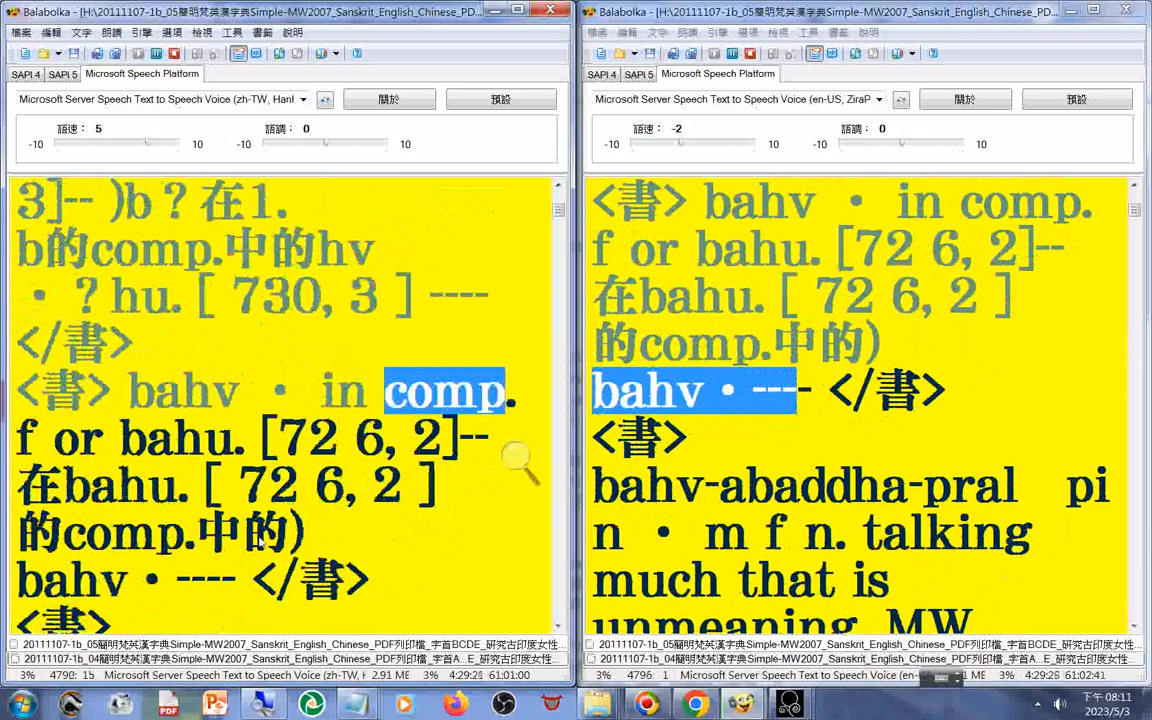 Balabolka - [H:\20111107-1b_05簡明梵英漢字典Simple-MW2007_Sanskrit_English_Chinese_PD...
檔案 編輯 文字 朗讀 引擎 選項 檢視 工具 書籤 說明
SAPI 4 SAPI 5 Microsoft Speech Platform
Microsoft Server Speech Text to Speech Voice (zh-TW, Hanl
關於 預設
語速： 5 語調： 0
-10 10 -10 10
3]-- )b？在1.
b的comp.中的hv
・？hu. [ 730, 3 ] ----
</書>
<書> bahv ・ in comp.
f or bahu. [72 6, 2]--
在bahu. [ 72 6, 2 ]
的comp.中的)
bahv・---- </書>
<書>
20111107-1b_05簡明梵英漢字典Simple-MW2007_Sanskrit_English_Chinese_PDF列印檔_字首BCDE_研究古印度女性...
20111107-1b_04簡明梵英漢字典Simple-MW2007_Sanskrit_English_Chinese_PDF列印檔_字首A...E_研究古印度女性...
3% 4790: 15 Microsoft Server Speech Text to Speech Voice (zh-TW, 2.91 ME 3% 4:29:2 61:01:00
Balabolka - [H:\20111107-1b_05簡明梵英漢字典Simple-MW2007_Sanskrit_English_Chinese_PD...
檔案 編輯 文字 朗讀 引擎 選項 檢視 工具 書籤 說明
SAPI 4 SAPI 5 Microsoft Speech Platform
Microsoft Server Speech Text to Speech Voice (en-US, ZiraP
關於 預設
語速： -2 語調： 0
-10 10 -10 10
<書> bahv ・ in comp.
f or bahu. [72 6, 2]--
在bahu. [ 72 6, 2 ]
的comp.中的)
bahv・---- </書>
<書>
bahv-abaddha-pral pi
n ・ m f n. talking
much that is
unmeaning MW
20111107-1b_05簡明梵英漢字典Simple-MW2007_Sanskrit_English_Chinese_PDF列印檔_字首BCDE_研究古印度女性...
20111107-1b_04簡明梵英漢字典Simple-MW2007_Sanskrit_English_Chinese_PDF列印檔_字首A...E_研究古印度女性...
3% 4796: 1 Microsoft Server Speech Text to Speech Voice (en-US, ZiraP 2.91 ME 3% 4:29:2 61:02:41
PDF
下午 08:11
2023/5/3